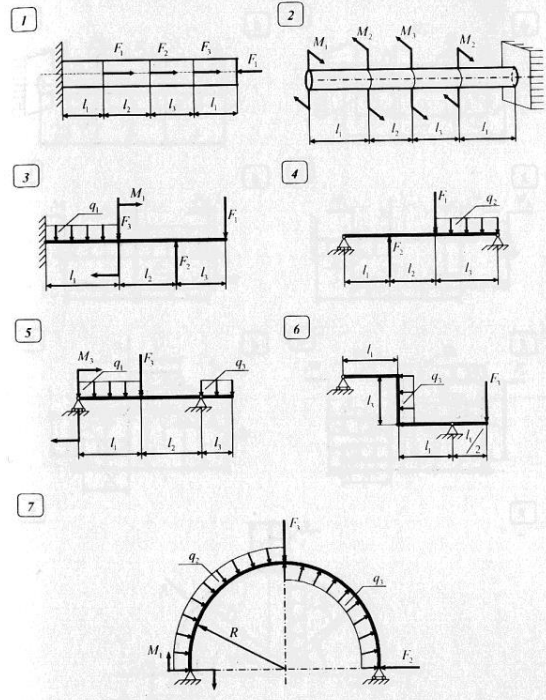 1
F₁ F₂ F₃ F₁
l₁ l₂ l₃ l₁
2
M₁ M₂ M₃ M₂
l₁ l₂ l₃ l₁
3
q₁ F₃ M₁ F₁
F₂
l₁ l₂ l₃
4
F₁ q₂
F₂
l₁ l₂ l₃
5
M₃ q₁ F₃ q₃
l₁ l₂ l₃
6
l₁
l₃ q₃ F₃
l₁ l₃/2
7
F₃
q₂ q₃
R
M₁ F₂